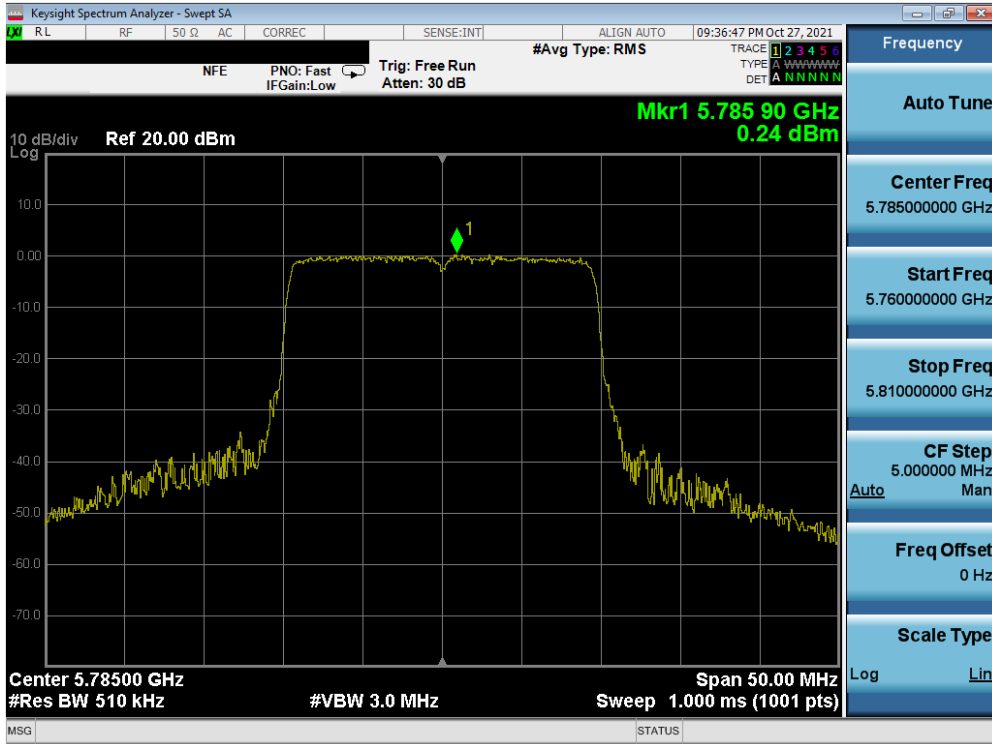 Keysight Spectrum Analyzer - Swept SA
LXI RL RF 50 Ω AC CORREC SENSE:INT ALIGN AUTO 09:36:47 PM Oct 27, 2021
NFE PNO: Fast IFGain:Low Trig: Free Run Atten: 30 dB #Avg Type: RMS
TRACE 1 2 3 4 5 6
TYPE A WWWWW
DET A N N N N N
Mkr1 5.785 90 GHz
0.24 dBm
10 dB/div Ref 20.00 dBm
Log
1
10.0
0.00
-10.0
-20.0
-30.0
-40.0
-50.0
-60.0
-70.0
Center 5.78500 GHz Span 50.00 MHz
#Res BW 510 kHz #VBW 3.0 MHz Sweep 1.000 ms (1001 pts)
MSG STATUS
Frequency
Auto Tune
Center Freq
5.785000000 GHz
Start Freq
5.760000000 GHz
Stop Freq
5.810000000 GHz
CF Step
5.000000 MHz
Auto Man
Freq Offset
0 Hz
Scale Type
Log Lin